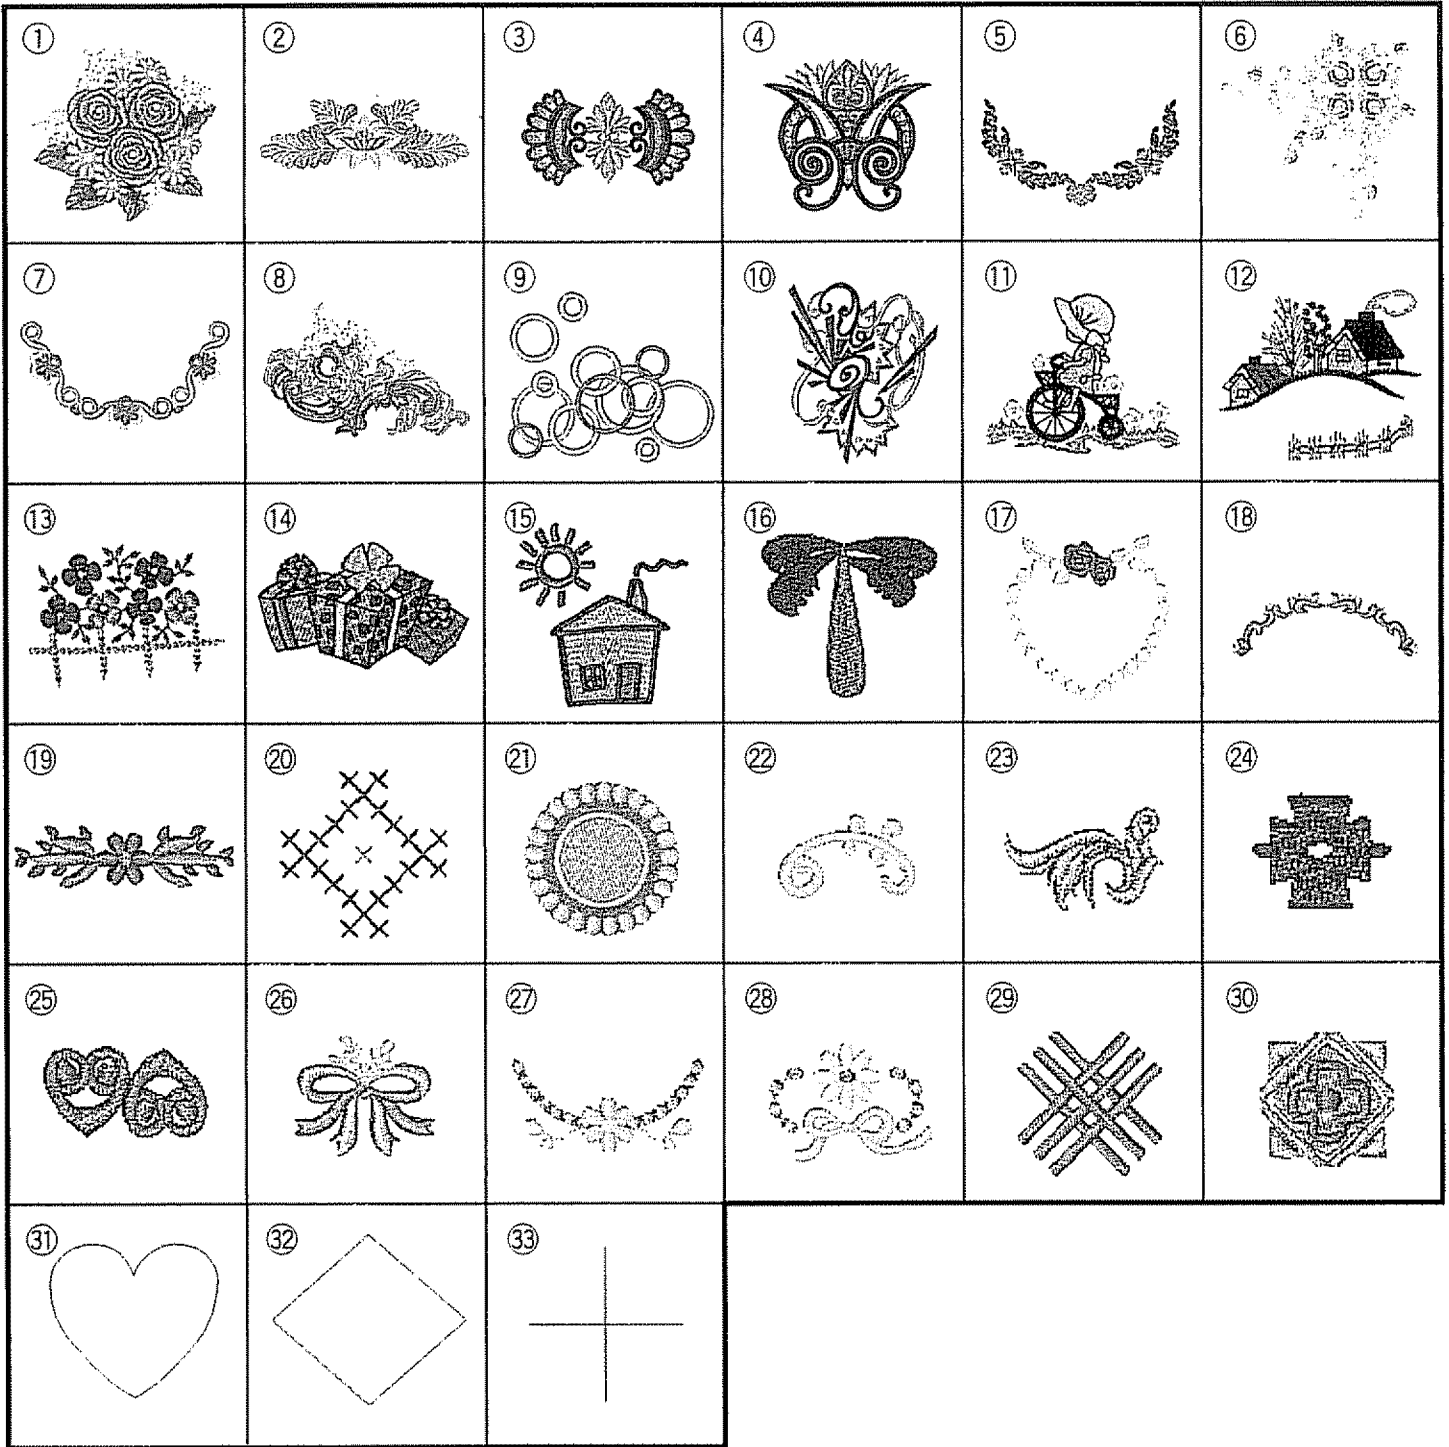 ① ② ③ ④ ⑤ ⑥
⑦ ⑧ ⑨ ⑩ ⑪ ⑫
⑬ ⑭ ⑮ ⑯ ⑰ ⑱
⑲ ⑳ ㉑ ㉒ ㉓ ㉔
㉕ ㉖ ㉗ ㉘ ㉙ ㉚
㉛ ㉜ ㉝